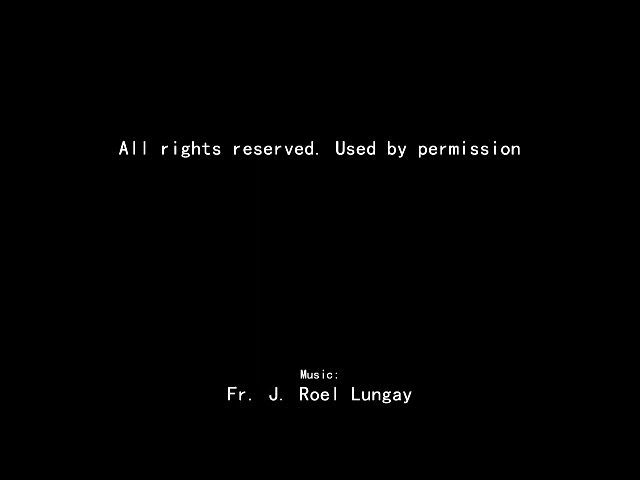 All rights reserved. Used by permission
Music:
Fr. J. Roel Lungay